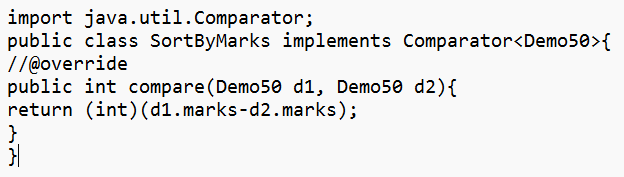 import java.util.Comparator;
public class SortByMarks implements Comparator<Demo50>{
//@override
public int compare(Demo50 d1, Demo50 d2){
return (int)(d1.marks-d2.marks);
}
}